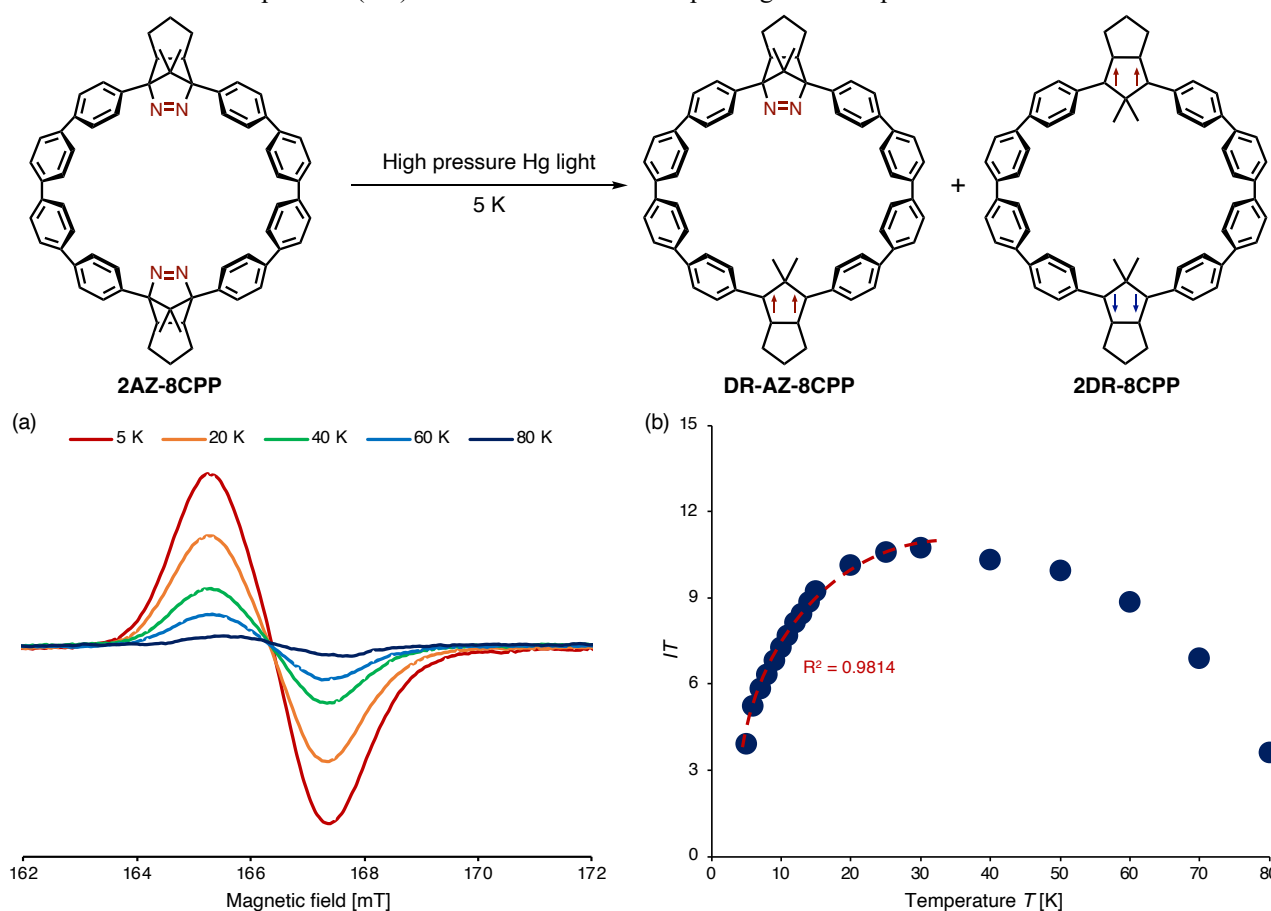 N=N
N=N
High pressure Hg light
5 K
N=N
+
2AZ-8CPP
DR-AZ-8CPP
2DR-8CPP
(a)
5 K 20 K 40 K 60 K 80 K
162 164 166 168 170 172
Magnetic field [mT]
(b)
15
12
9
6
3
0
IT
R² = 0.9814
0 10 20 30 40 50 60 70 80
Temperature T [K]